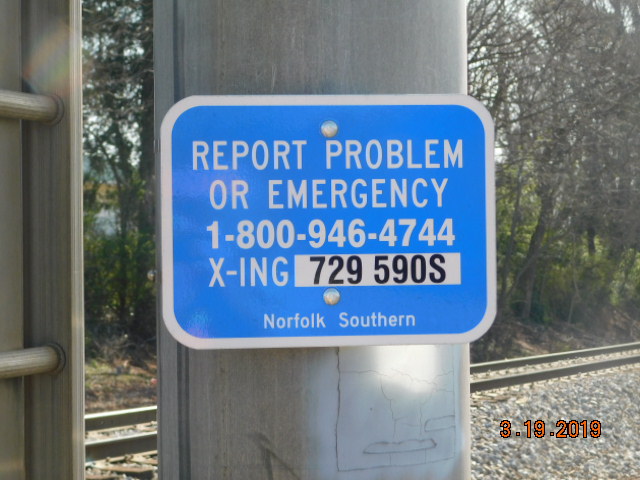 REPORT PROBLEM
OR EMERGENCY
1-800-946-4744
X-ING 729 590S
Norfolk Southern
3.19.2019